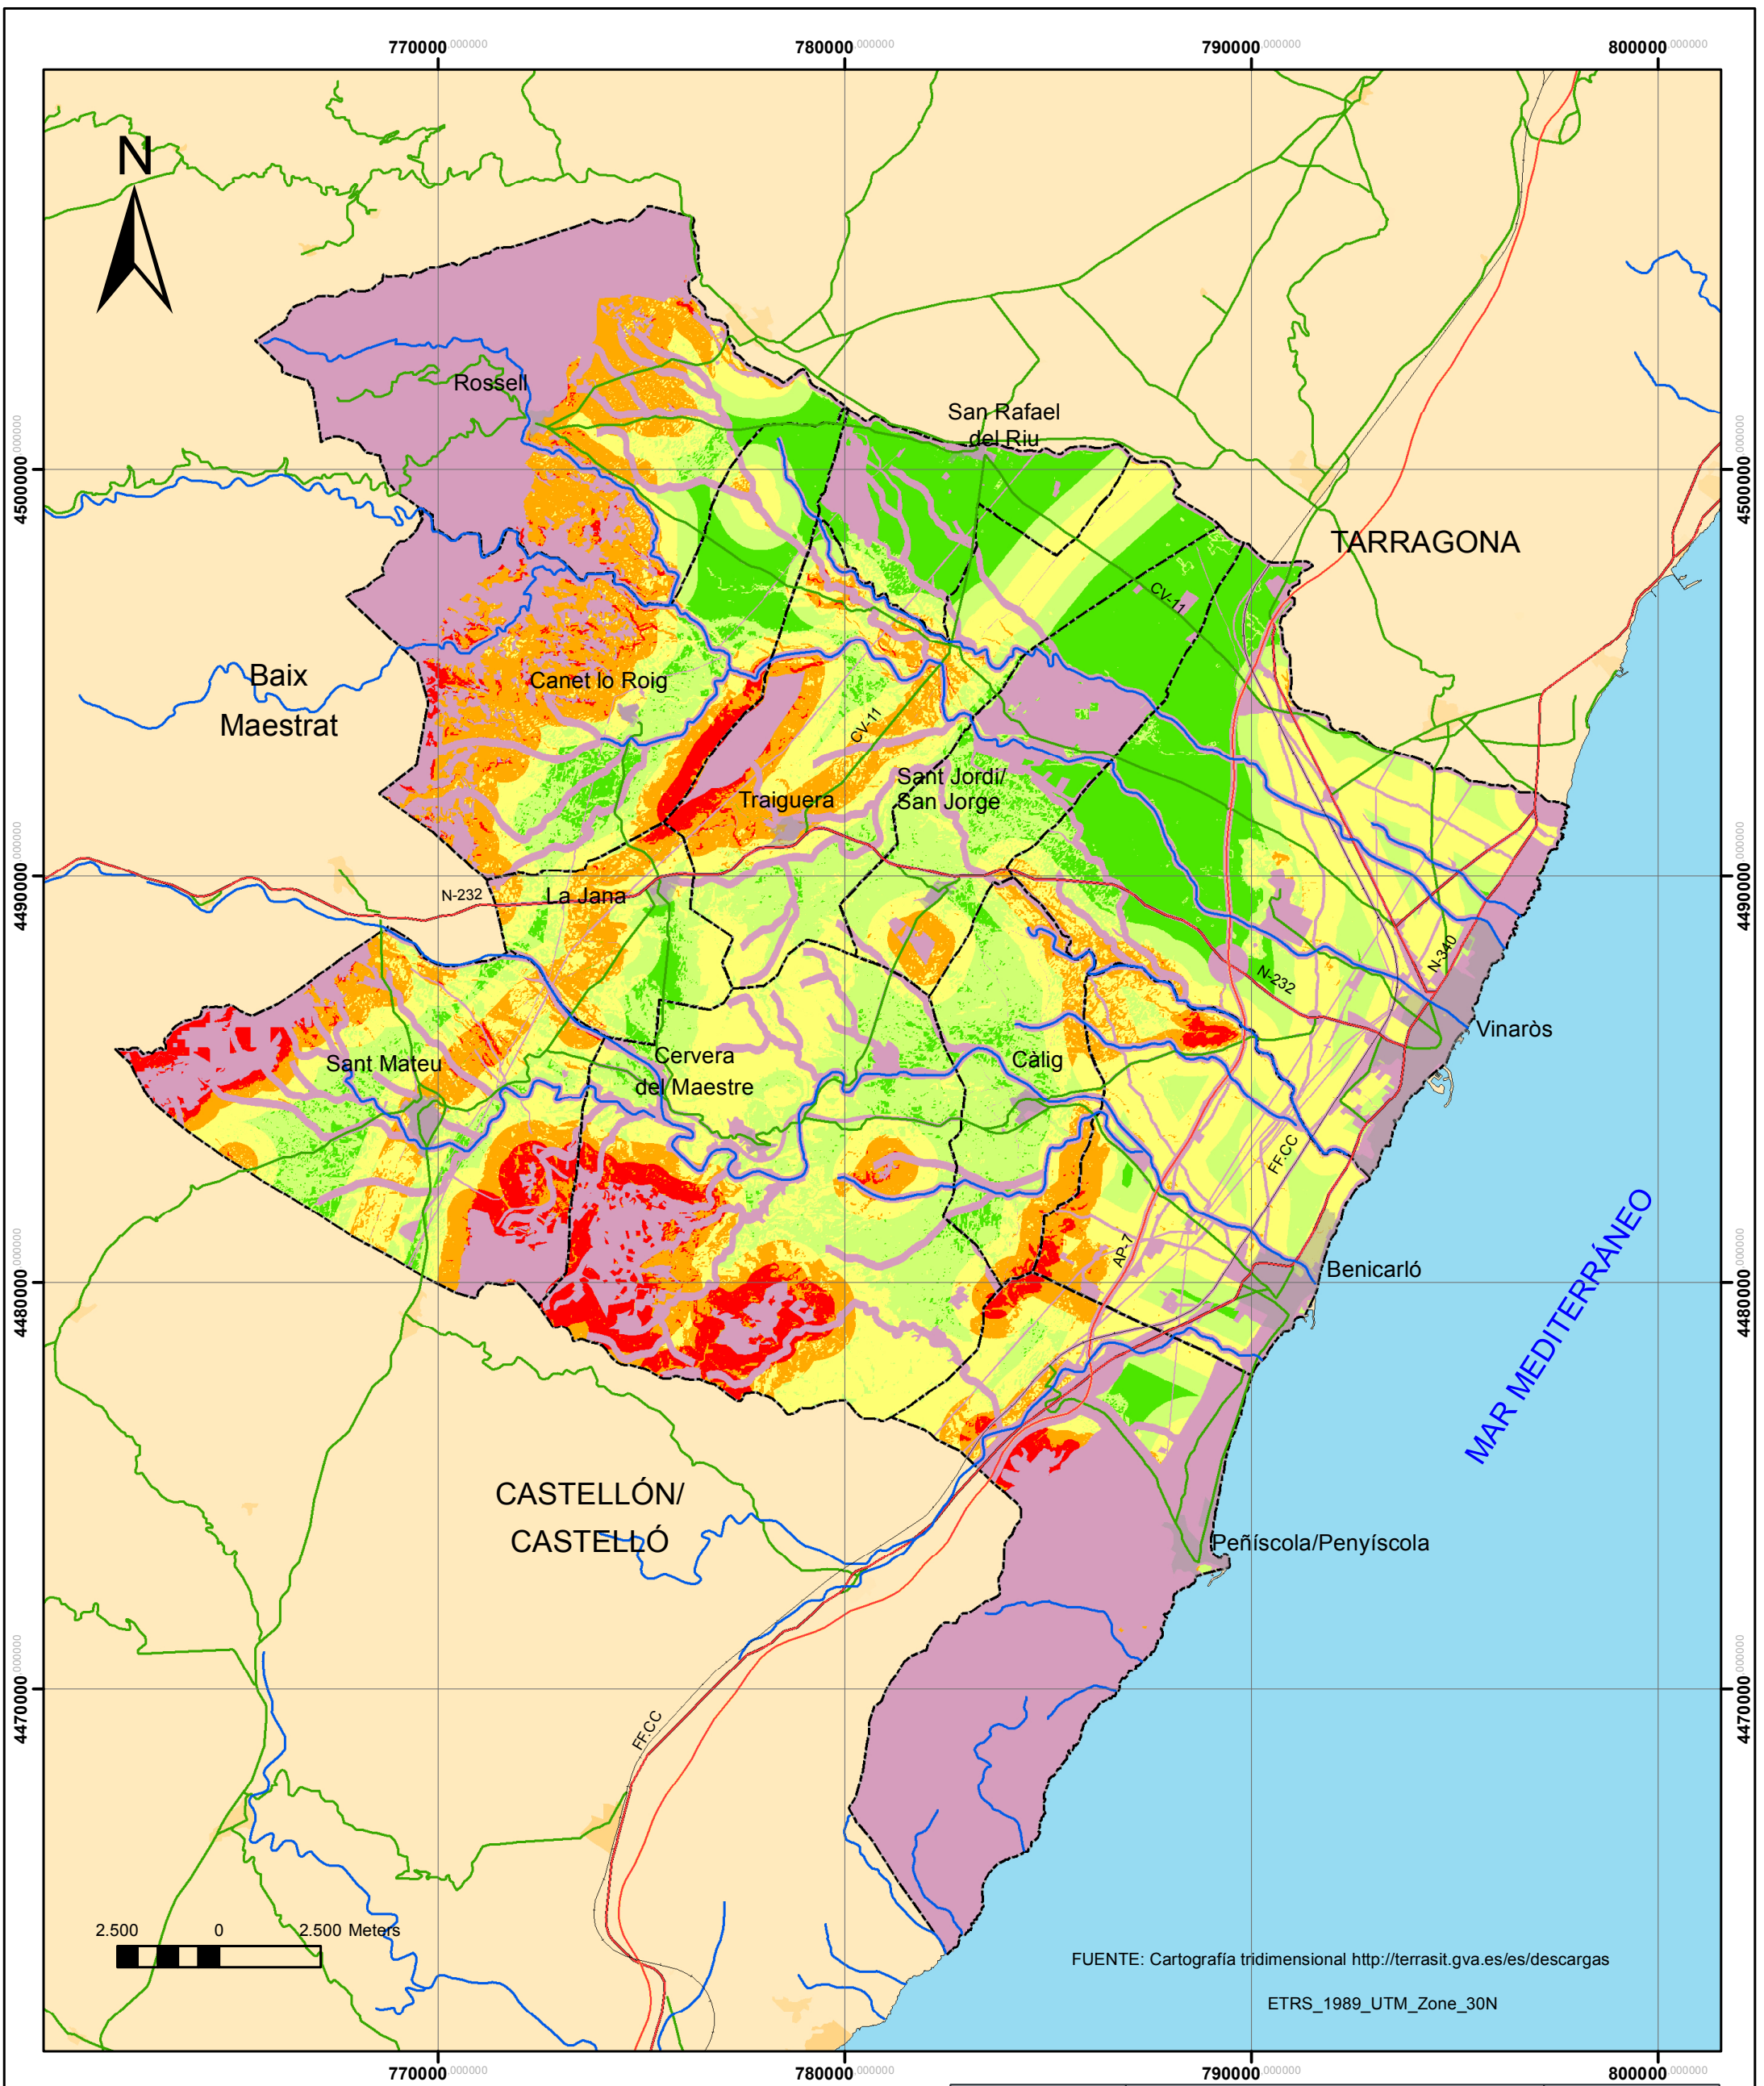 770000,000000
780000,000000
790000,000000
800000,000000
N
Rossell
San Rafael
del Riu
4500000,000000
4500000,000000
TARRAGONA
CV-11
Baix
Maestrat
Canet lo Roig
CV-11
Sant Jordi/
San Jorge
Traiguera
4490000,000000
4490000,000000
N-232
La Jana
N-340
N-232
Vinaròs
Sant Mateu
Cervera
del Maestre
Càlig
FF.CC
AP-7
Benicarló
4480000,000000
4480000,000000
MAR MEDITERRÁNEO
CASTELLÓN/
CASTELLÓ
Peñíscola/Penyíscola
4470000,000000
4470000,000000
FF.CC
2.500 0 2.500 Meters
FUENTE: Cartografía tridimensional http://terrasit.gva.es/es/descargas
ETRS_1989_UTM_Zone_30N
770000,000000
780000,000000
790000,000000
800000,000000